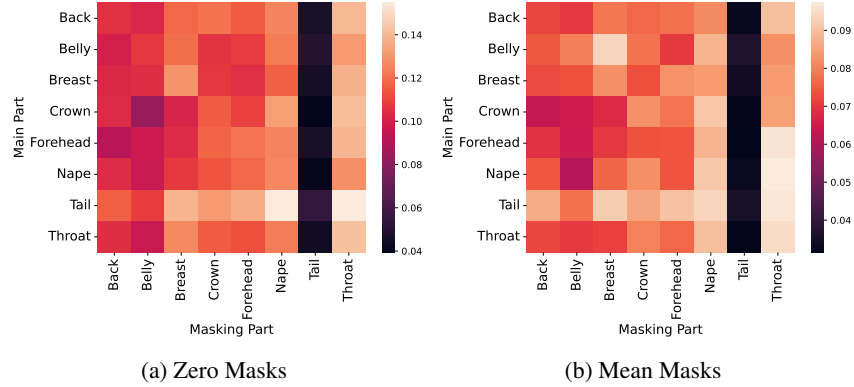 Main Part
Back
Belly
Breast
Crown
Forehead
Nape
Tail
Throat
Back
Belly
Breast
Crown
Forehead
Nape
Tail
Throat
Masking Part
0.14
0.12
0.10
0.08
0.06
0.04
(a) Zero Masks
Main Part
Back
Belly
Breast
Crown
Forehead
Nape
Tail
Throat
Back
Belly
Breast
Crown
Forehead
Nape
Tail
Throat
Masking Part
0.09
0.08
0.07
0.06
0.05
0.04
(b) Mean Masks